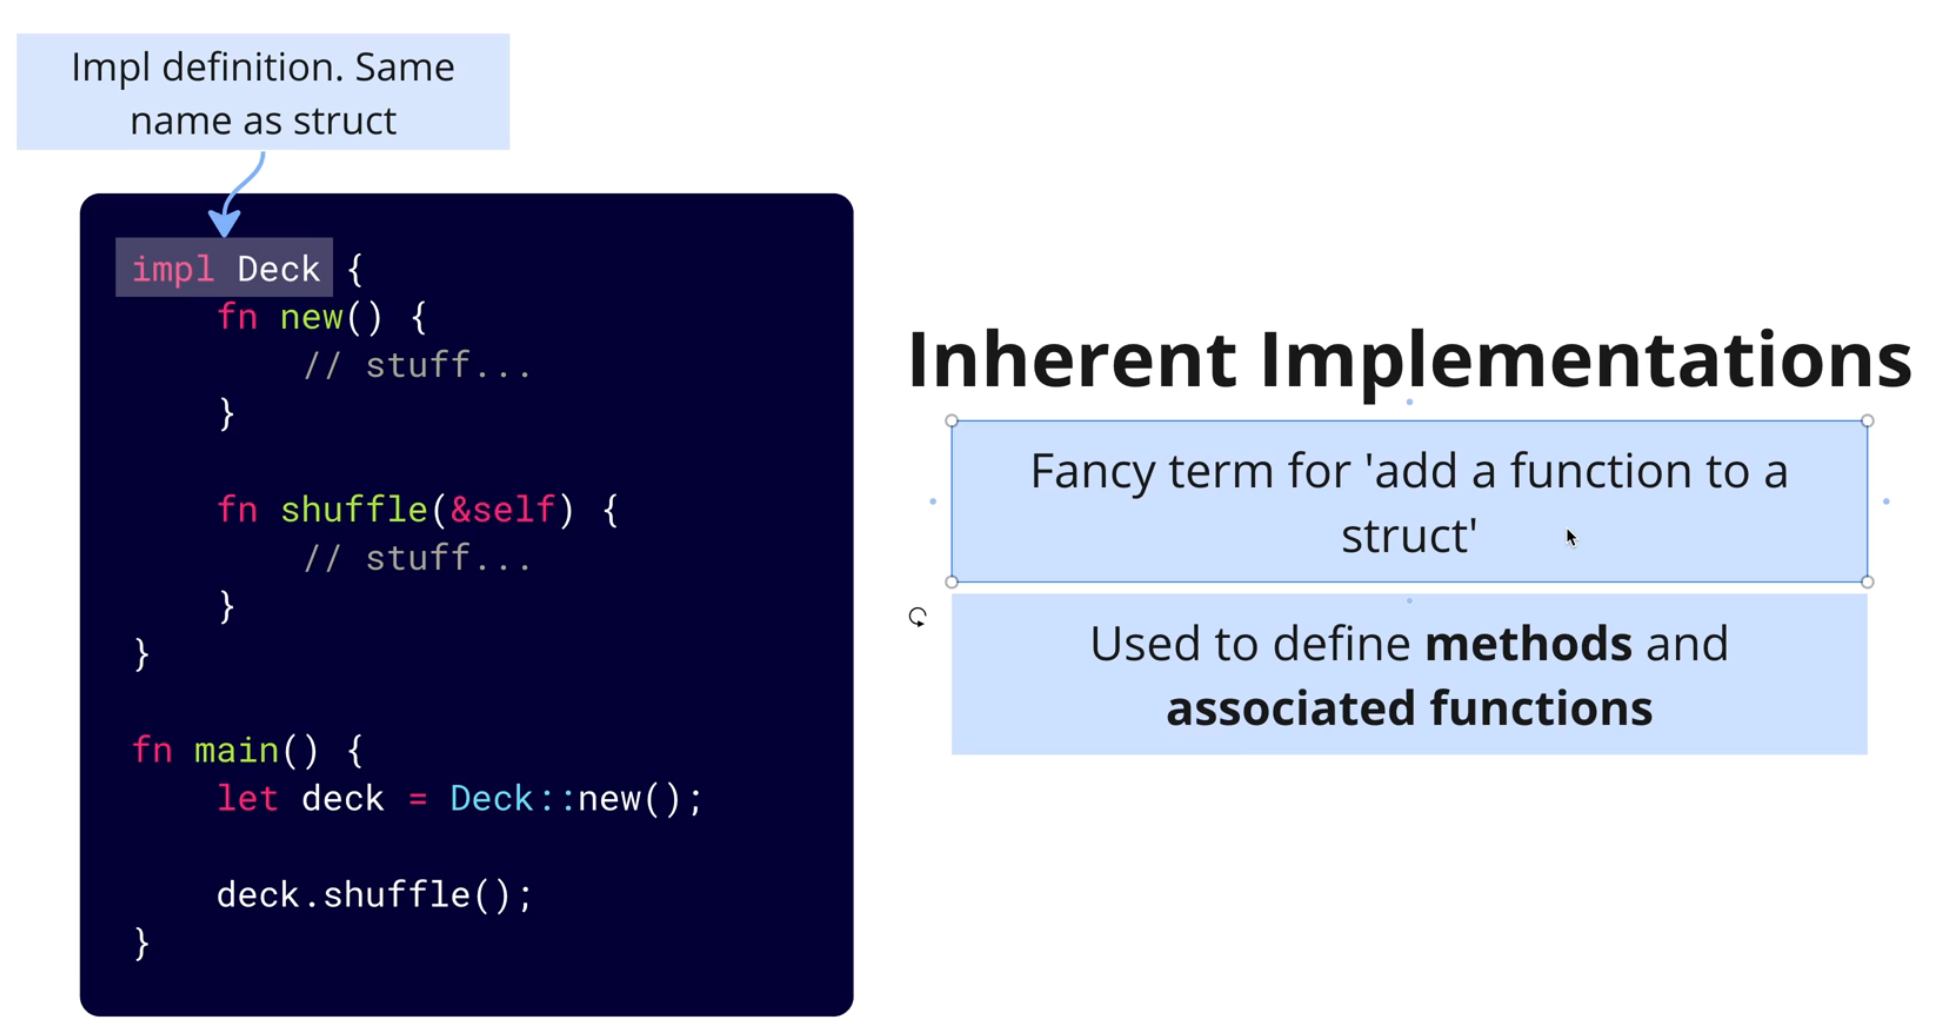 Impl definition. Same
name as struct
impl Deck {
    fn new() {
        // stuff...
    }

    fn shuffle(&self) {
        // stuff...
    }
}

fn main() {
    let deck = Deck::new();

    deck.shuffle();
}
Inherent Implementations
Fancy term for 'add a function to a
struct'
Used to define methods and
associated functions